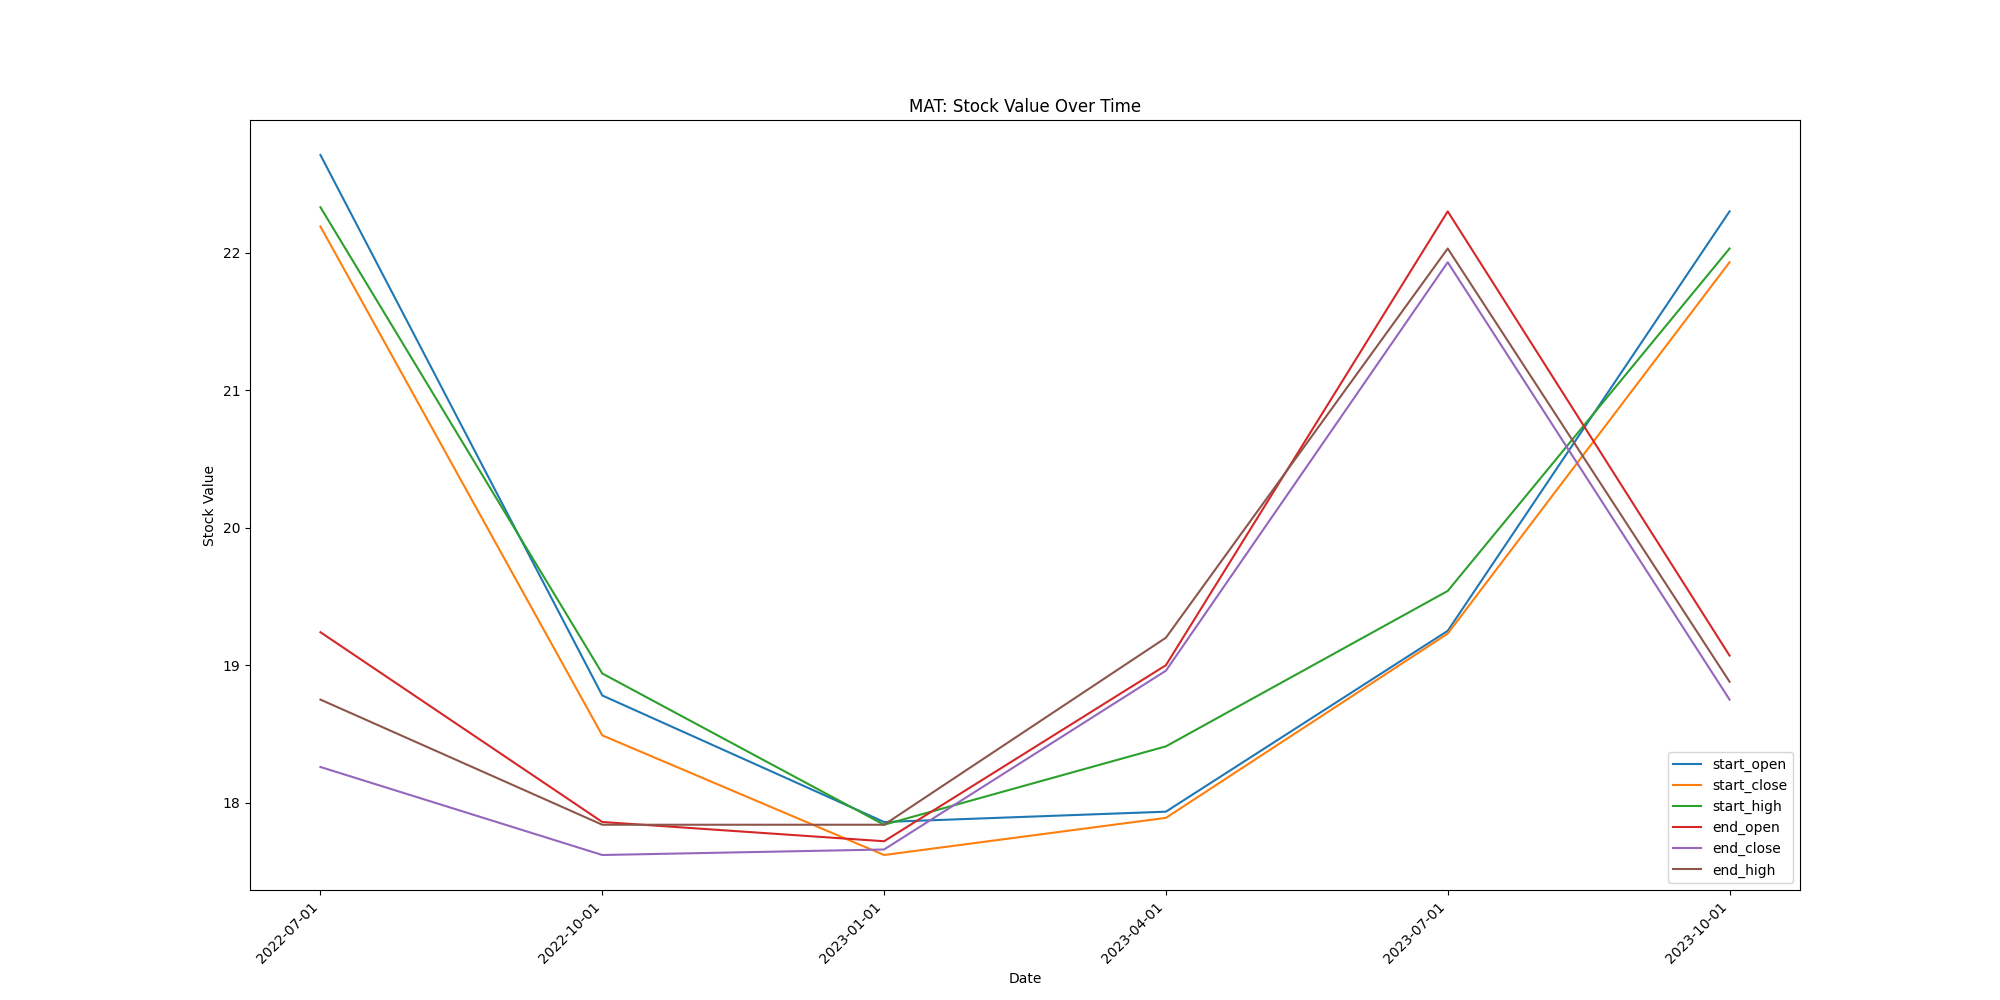 MAT: Stock Value Over Time
Stock Value
22
21
20
19
18
2022-07-01
2022-10-01
2023-01-01
2023-04-01
2023-07-01
2023-10-01
Date
start_open
start_close
start_high
end_open
end_close
end_high